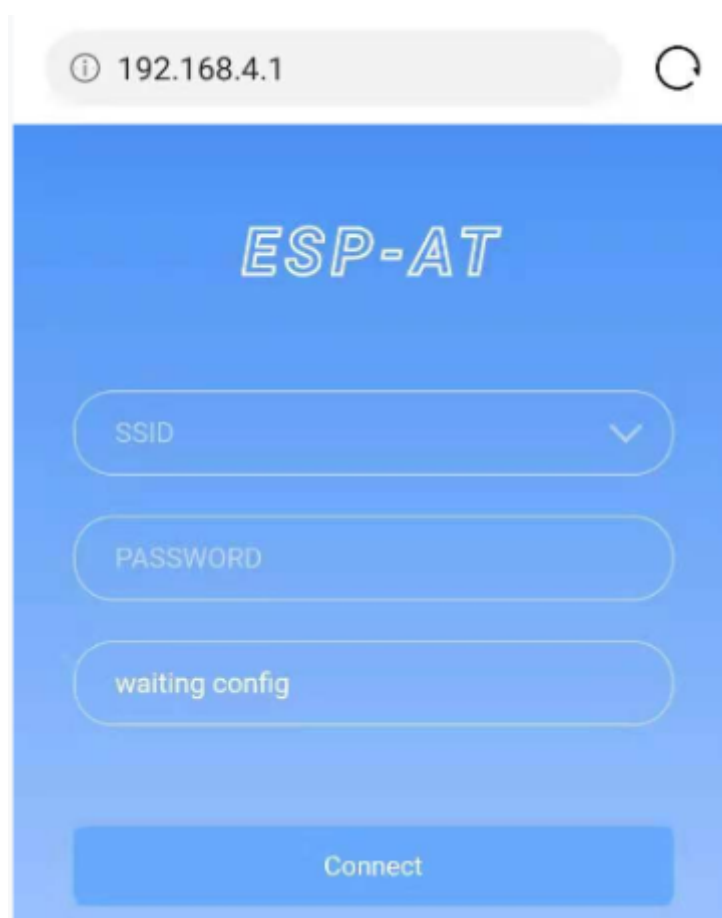 192.168.4.1
ESP-AT
SSID
PASSWORD
waiting config
Connect